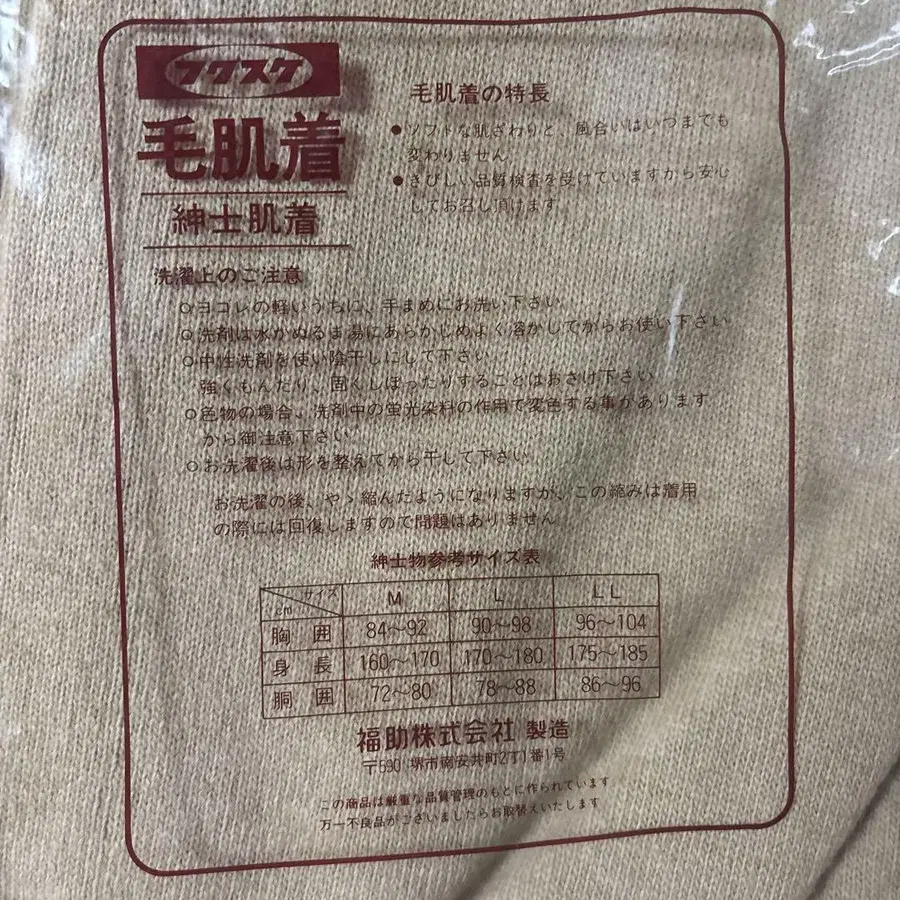 フクスケ
毛肌着
紳士肌着
毛肌着の特長
●ソフトな肌ざわりと、風合いはいつまでも
変わりません
●きびしい品質検査を受けていますから安心
してお召し頂けます
洗濯上のご注意
○ヨコレの軽いうちに、手まめにお洗い下さい
○洗剤は水かぬるま湯にあらかじめよく溶かしてからお使い下さい
○中性洗剤を使い陰干しにして下さい
強くもんだり、固くしぼったりすることはおさけ下さい
○色物の場合、洗剤中の蛍光染料の作用で変色する事があります
から御注意下さい
○お洗濯後は形を整えてから干して下さい
お洗濯の後、やゝ縮んだようになりますが、この縮みは着用
の際には回復しますので問題はありません
紳士物参考サイズ表
cm サイズ M L LL
胸囲 84～92 90～98 96～104
身長 160～170 170～180 175～185
胴囲 72～80 78～88 86～96
福助株式会社 製造
〒590 堺市南安井町2丁1番1号
この商品は厳重な品質管理のもとに作られています
万一不良品がございましたらお取替えいたします